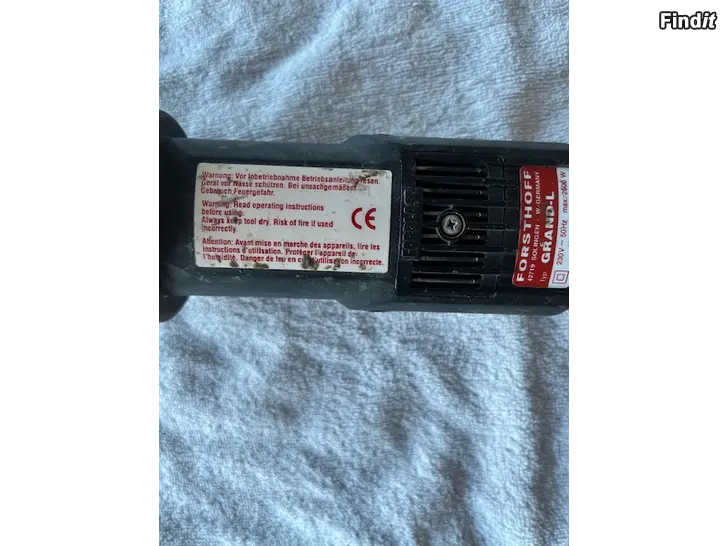 Findit
Warnung: Vor Inbetriebnahme Betriebsanleitung lesen.
Gerät vor Nässe schützen. Bei unsachgemäßem
Gebrauch Feuergefahr.
Warning: Read operating instructions
before using.
Always keep tool dry. Risk of fire if used
incorrectly.
Attention: Avant mise en marche des appareils, lire les
instructions d'utilisation. Protéger l'appareil de
l'humidité. Danger de feu en cas d'utilisation incorrecte.
CE
FORSTHOFF
42719 SOLINGEN · W.-GERMANY
Typ GRAND-L
230V ~ 50Hz max. 2600 W